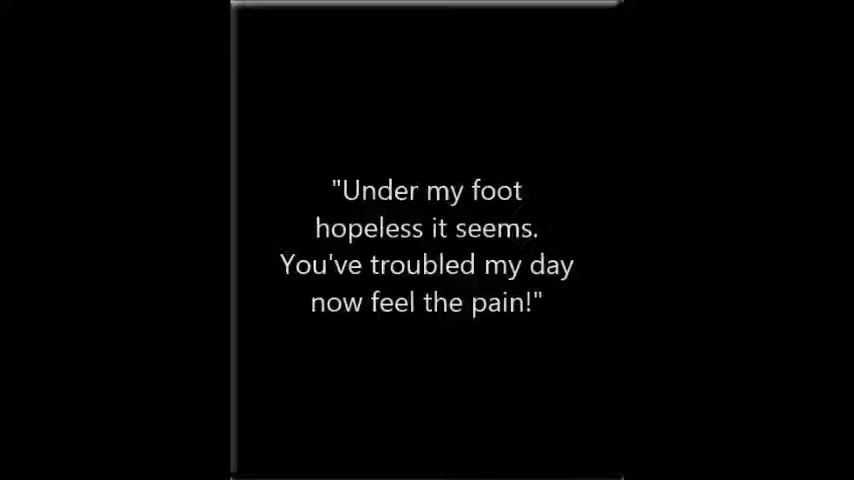 "Under my foot
hopeless it seems.
You've troubled my day
now feel the pain!"